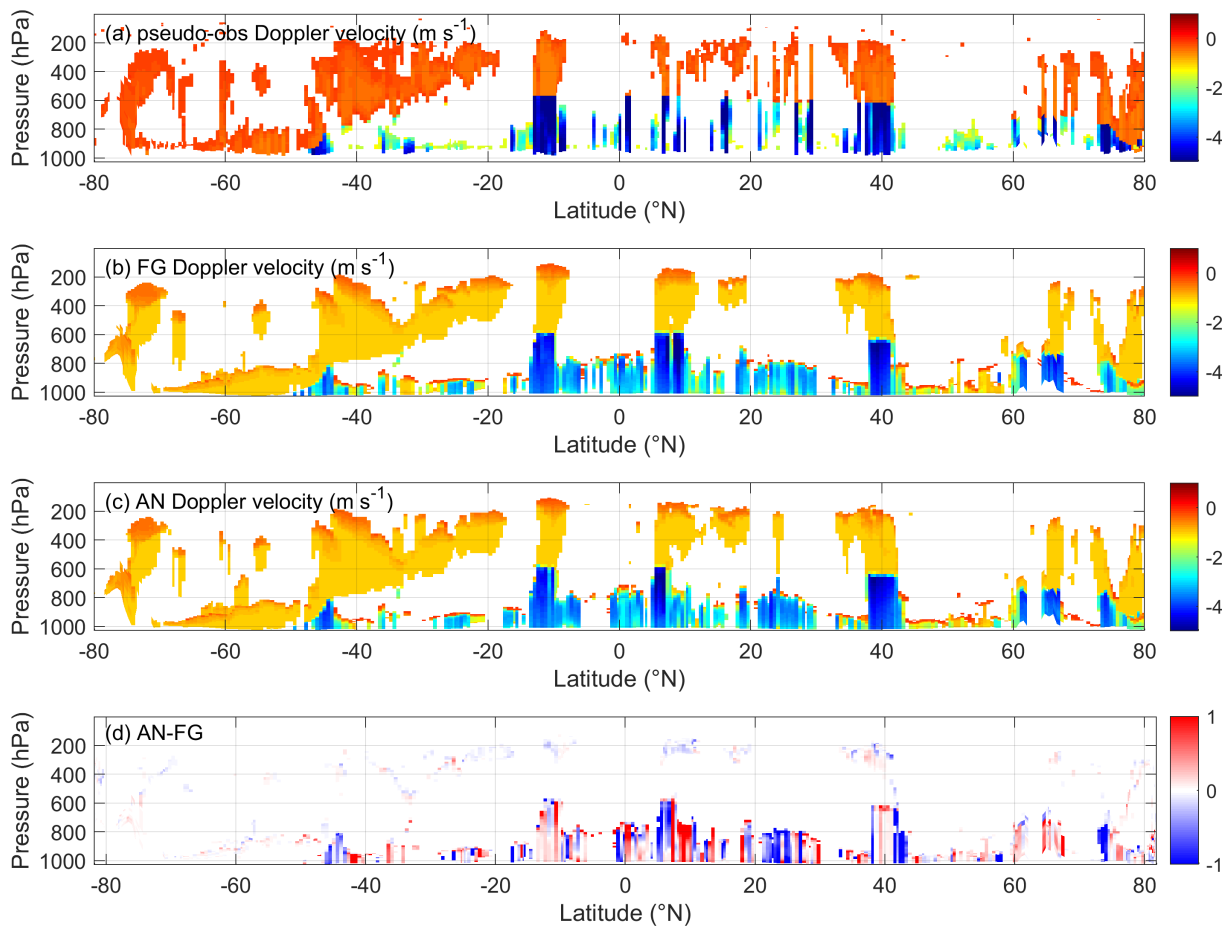 (a) pseudo-obs Doppler velocity (m s⁻¹)
Pressure (hPa)
200
400
600
800
1000
-80 -60 -40 -20 0 20 40 60 80
Latitude (°N)
0
-2
-4
(b) FG Doppler velocity (m s⁻¹)
Pressure (hPa)
200
400
600
800
1000
-80 -60 -40 -20 0 20 40 60 80
Latitude (°N)
0
-2
-4
(c) AN Doppler velocity (m s⁻¹)
Pressure (hPa)
200
400
600
800
1000
-80 -60 -40 -20 0 20 40 60 80
Latitude (°N)
0
-2
-4
(d) AN-FG
Pressure (hPa)
200
400
600
800
1000
-80 -60 -40 -20 0 20 40 60 80
Latitude (°N)
1
0
-1